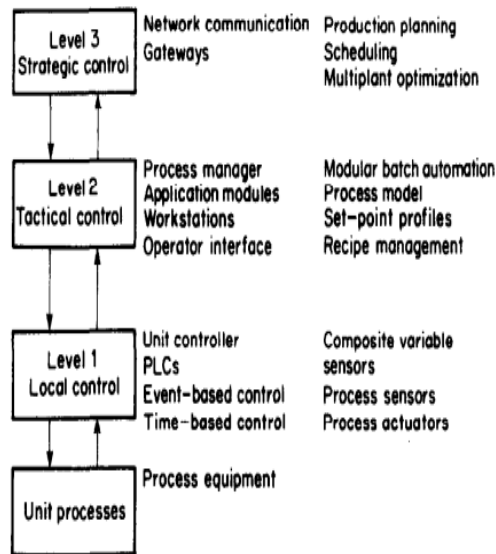 Level 3
Strategic control
Network communication
Gateways
Production planning
Scheduling
Multiplant optimization
Level 2
Tactical control
Process manager
Application modules
Workstations
Operator interface
Modular batch automation
Process model
Set-point profiles
Recipe management
Level 1
Local control
Unit controller
PLCs
Event-based control
Time-based control
Composite variable
sensors
Process sensors
Process actuators
Unit processes
Process equipment